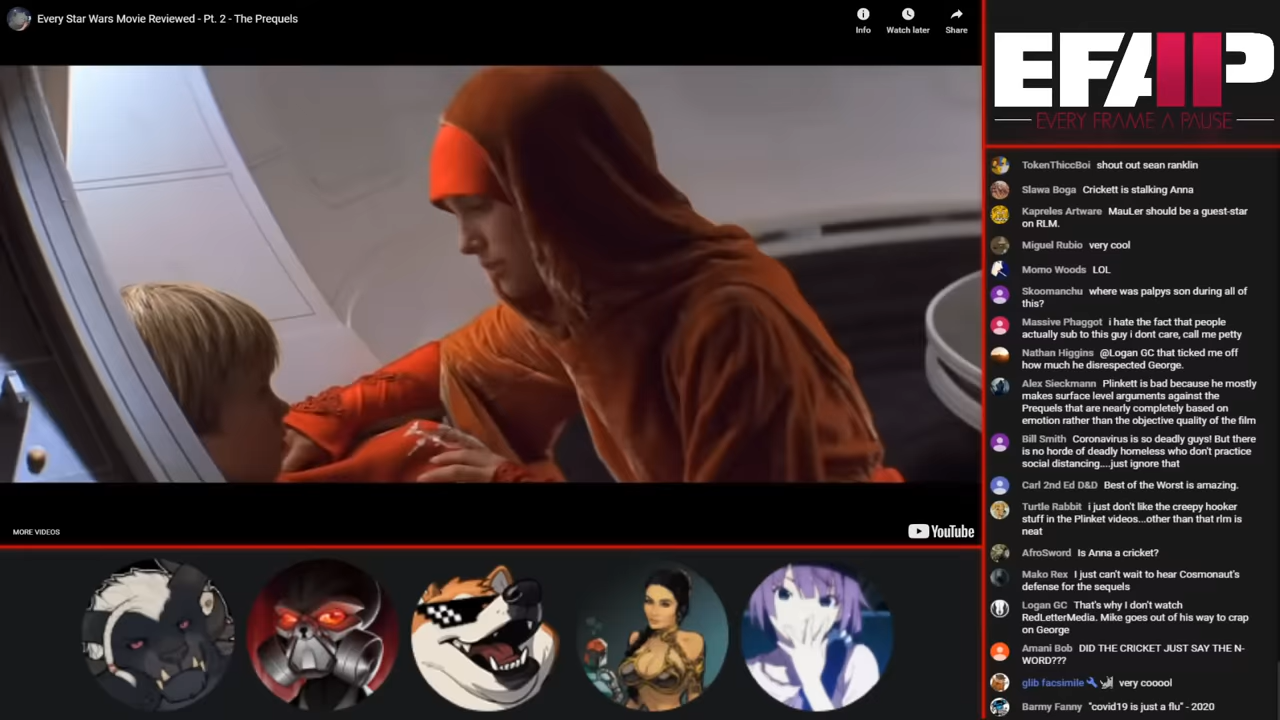 Every Star Wars Movie Reviewed - Pt. 2 - The Prequels
Info
Watch later
Share
MORE VIDEOS
YouTube
EFAP
EVERY FRAME A PAUSE
TokenThiccBoi shout out sean ranklin
Slawa Boga Crickett is stalking Anna
Kapreles Artware MauLer should be a guest-star
on RLM.
Miguel Rubio very cool
Momo Woods LOL
Skoomanchu where was palpys son during all of
this?
Massive Phaggot i hate the fact that people
actually sub to this guy i dont care, call me petty
Nathan Higgins @Logan GC that ticked me off
how much he disrespected George.
Alex Sieckmann Plinkett is bad because he mostly
makes surface level arguments against the
Prequels that are nearly completely based on
emotion rather than the objective quality of the film
Bill Smith Coronavirus is so deadly guys! But there
is no horde of deadly homeless who don't practice
social distancing....just ignore that
Carl 2nd Ed D&D Best of the Worst is amazing.
Turtle Rabbit i just don't like the creepy hooker
stuff in the Plinket videos...other than that rlm is
neat
AfroSword Is Anna a cricket?
Mako Rex I just can't wait to hear Cosmonaut's
defense for the sequels
Logan GC That's why I don't watch
RedLetterMedia. Mike goes out of his way to crap
on George
Amani Bob DID THE CRICKET JUST SAY THE N-
WORD???
glib facsimile very cooool
Barmy Fanny "covid19 is just a flu" - 2020